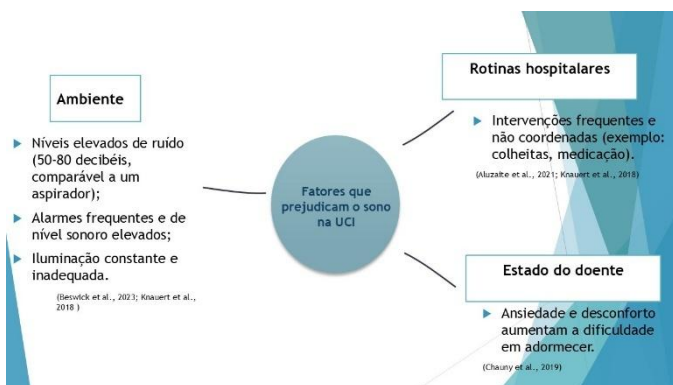 Ambiente
Níveis elevados de ruído
(50-80 decibéis,
comparável a um
aspirador);
Alarmes frequentes e de
nível sonoro elevados;
Iluminação constante e
inadequada.
(Beswick et al., 2023; Knauert et al.,
2018 )
Fatores que
prejudicam o sono
na UCI
Rotinas hospitalares
Intervenções frequentes e
não coordenadas (exemplo:
colheitas, medicação).
(Aluzaite et al., 2021; Knauert et al., 2018)
Estado do doente
Ansiedade e desconforto
aumentam a dificuldade
em adormecer.
(Chauny et al., 2019)